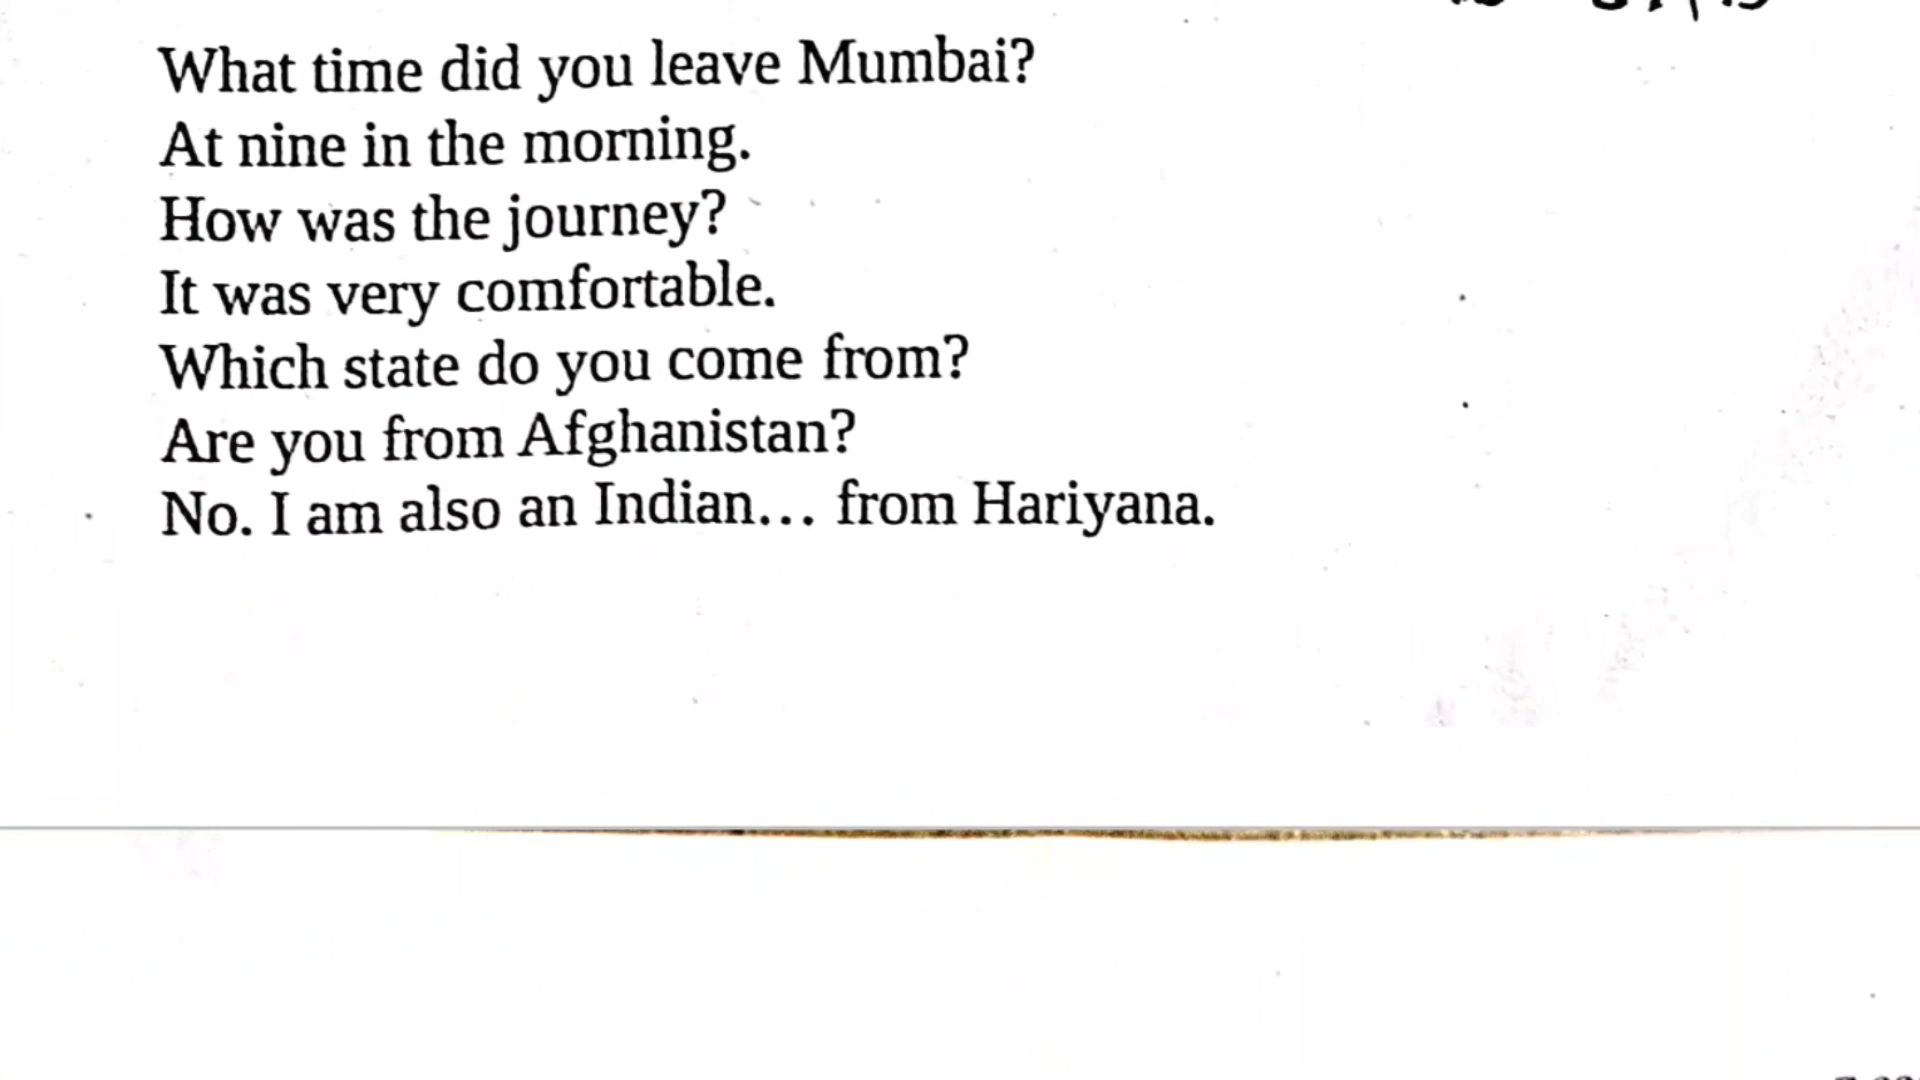 What time did you leave Mumbai?
At nine in the morning.
How was the journey?
It was very comfortable.
Which state do you come from?
Are you from Afghanistan?
No. I am also an Indian... from Hariyana.